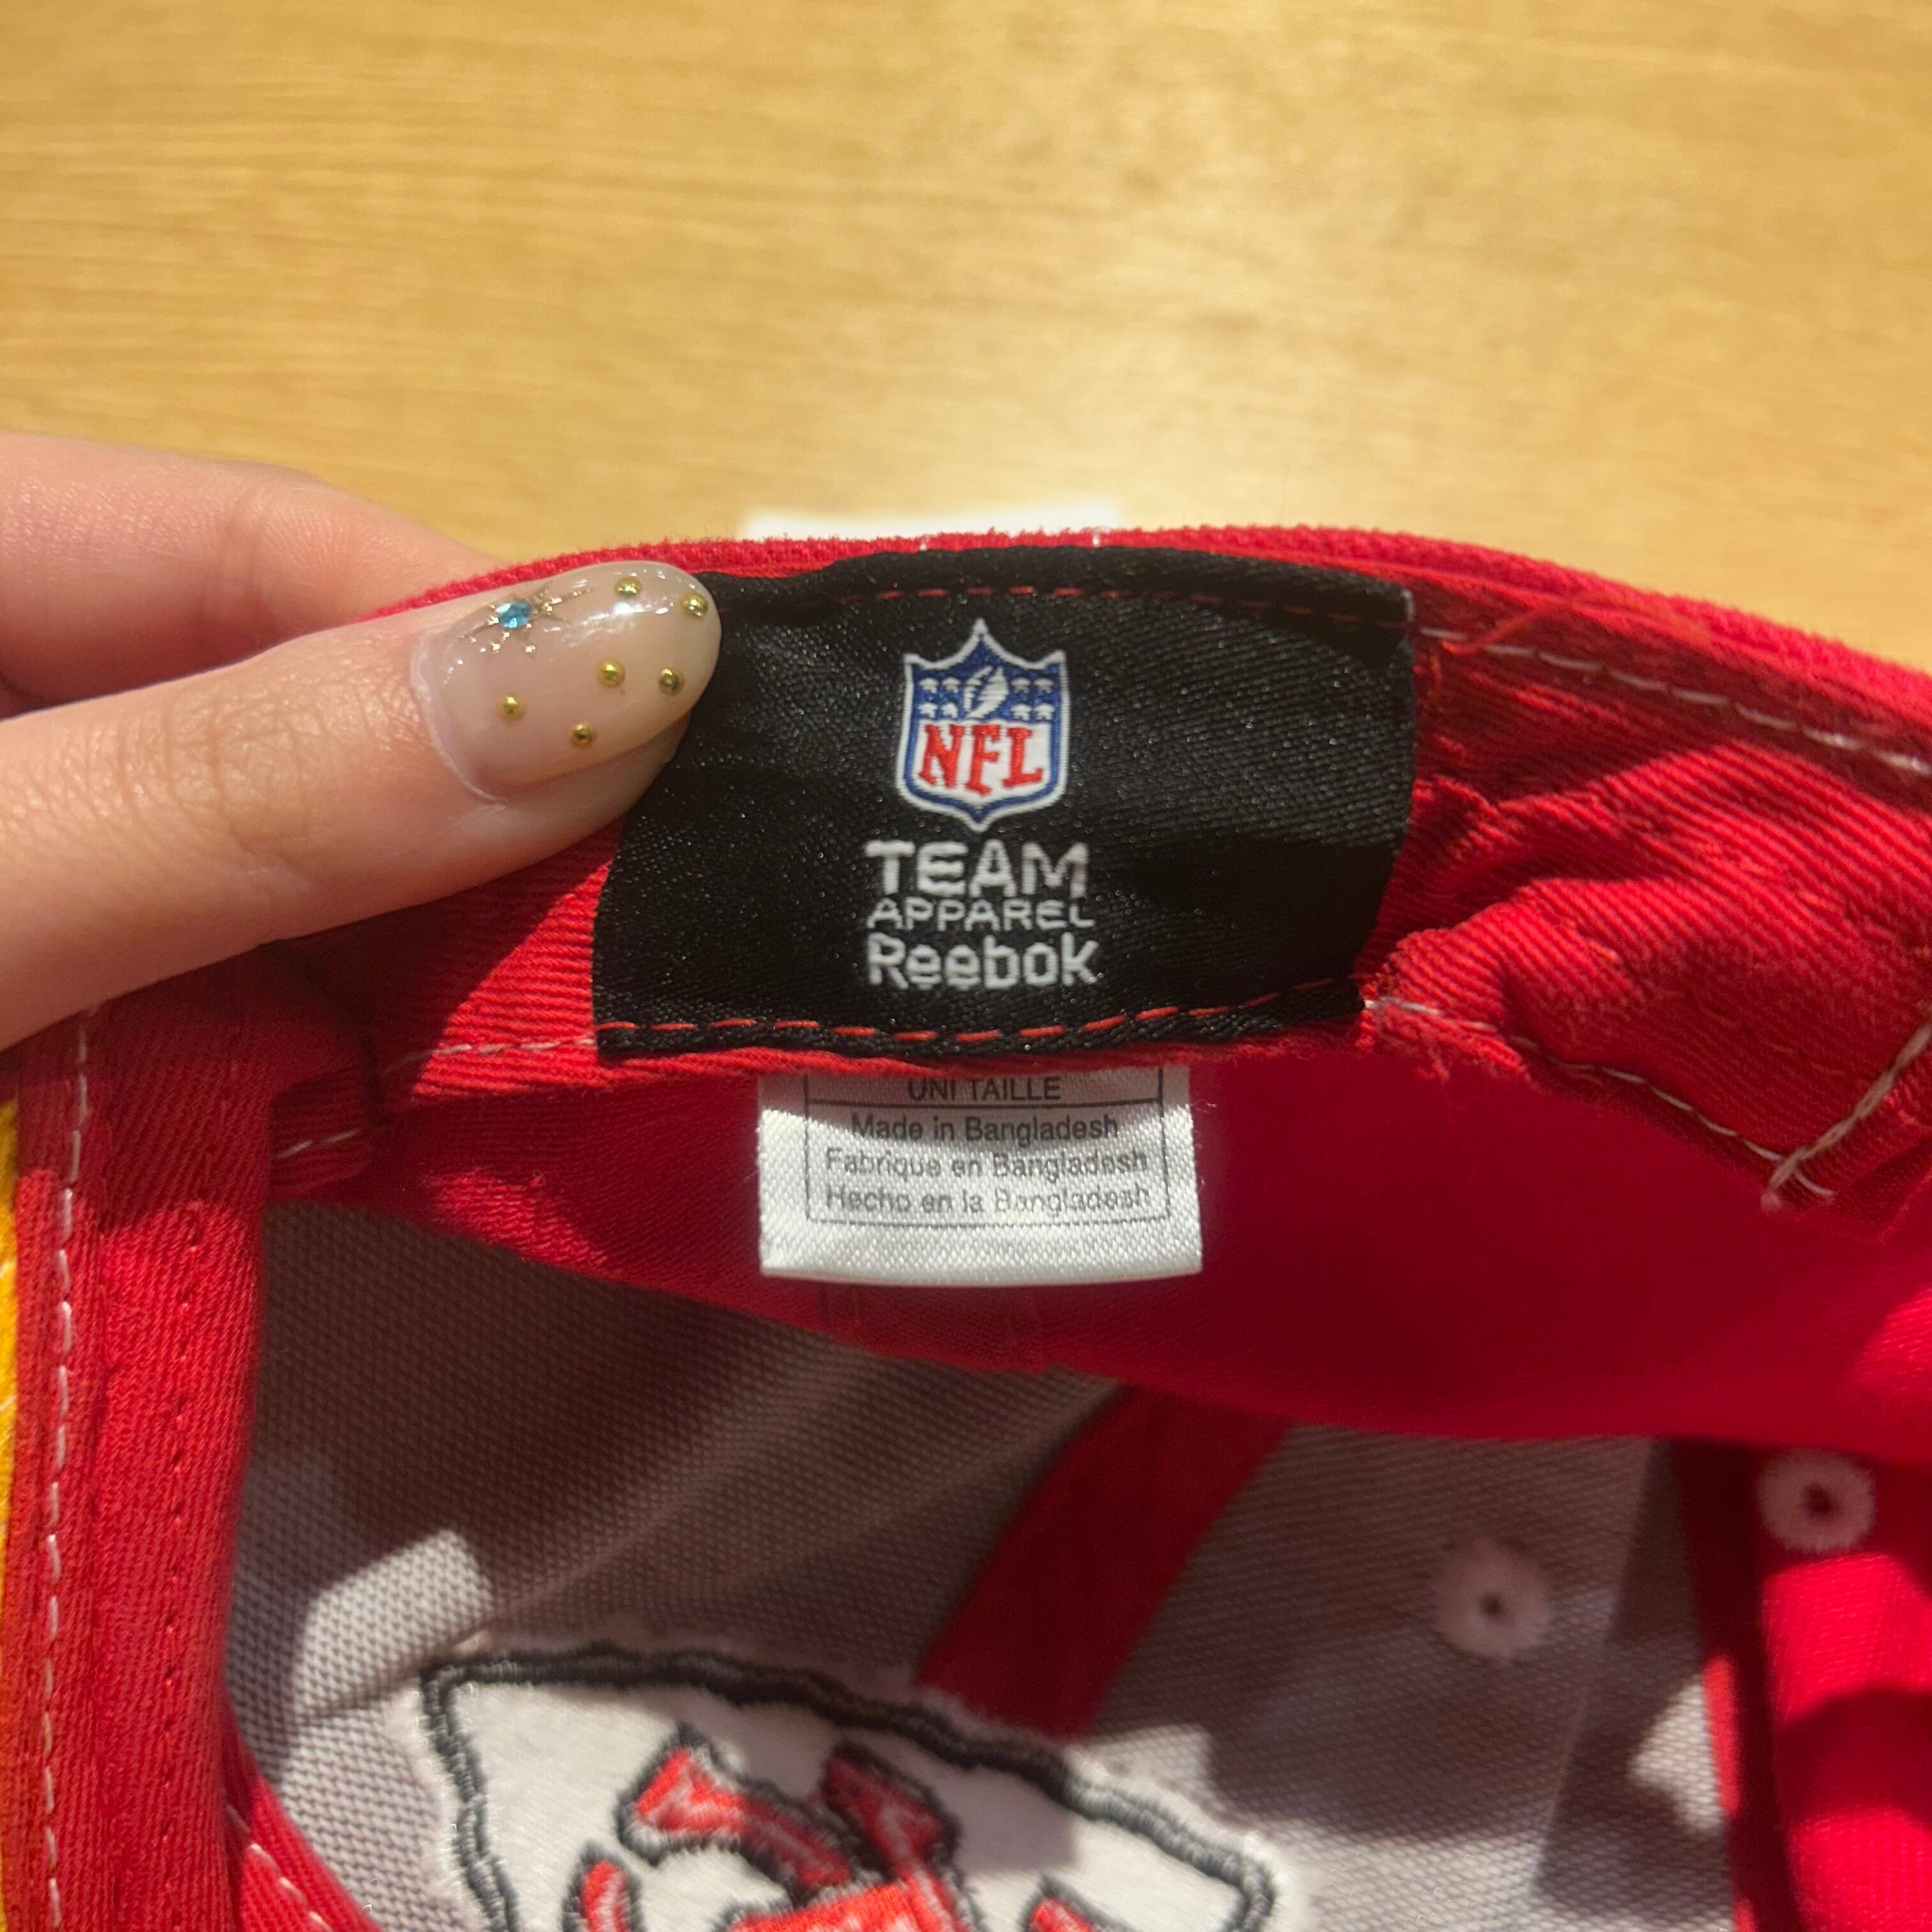 NFL
TEAM
APPAREL
Reebok
UNI TAILLE
Made in Bangladesh
Fabrique en Bangladesh
Hecho en la Bangladesh